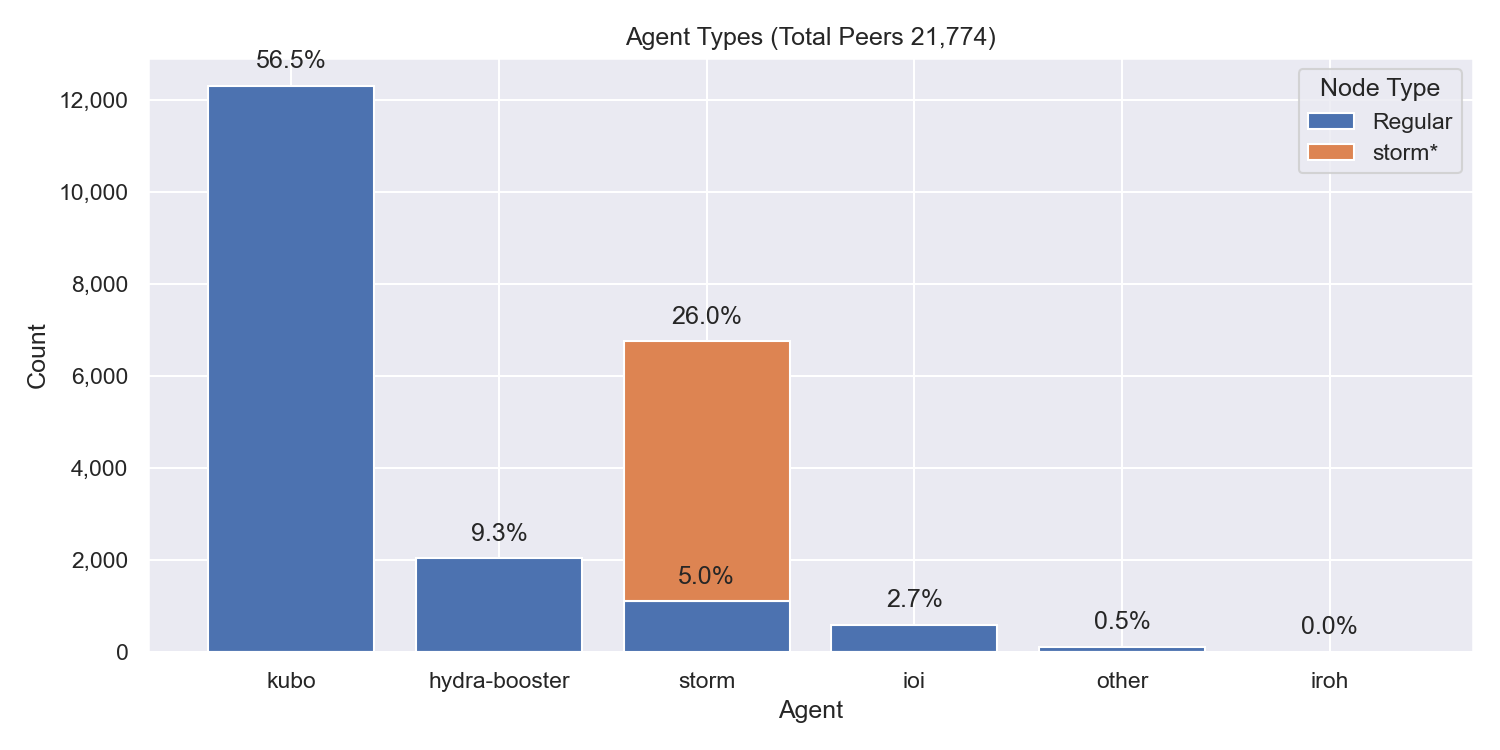 Agent Types (Total Peers 21,774)
56.5%
Node Type
Regular
storm*
12,000
10,000
8,000
26.0%
6,000
Count
4,000
9.3%
2,000
5.0%
2.7%
0.5%
0.0%
0
kubo
hydra-booster
storm
ioi
other
iroh
Agent